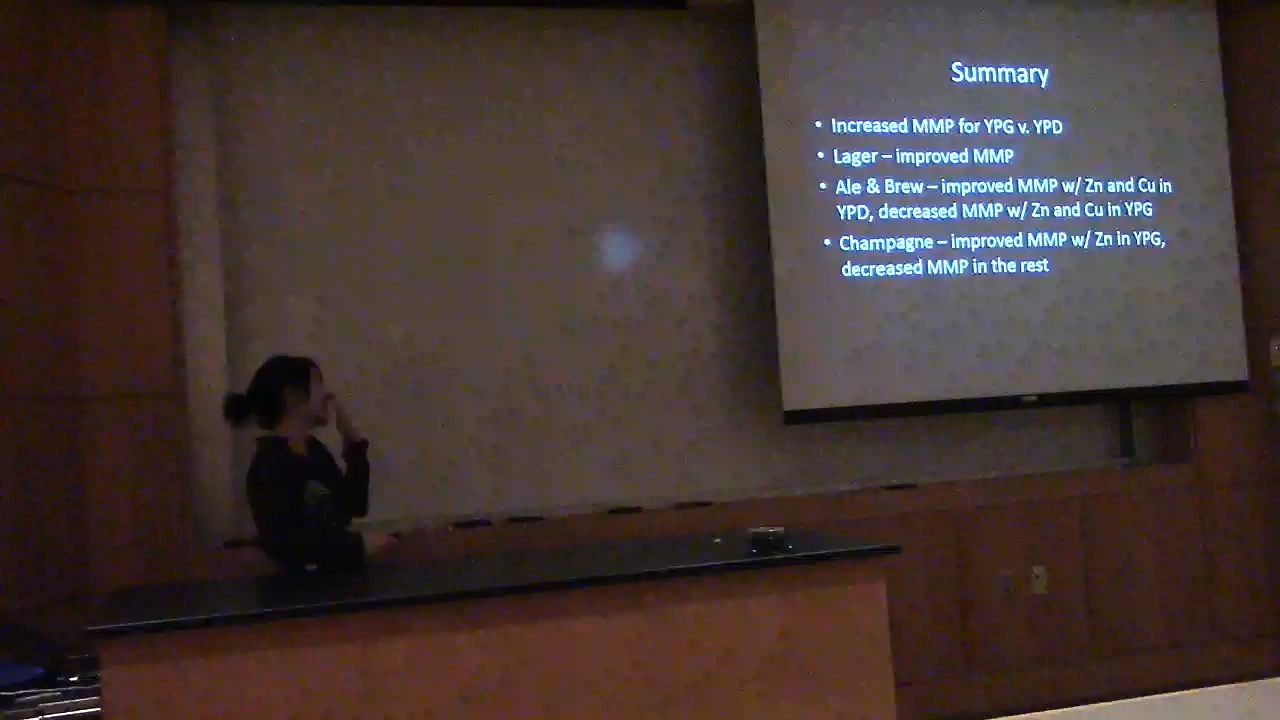 Summary
• Increased MMP for YPG v. YPD
• Lager – improved MMP
• Ale & Brew – improved MMP w/ Zn and Cu in
YPD, decreased MMP w/ Zn and Cu in YPG
• Champagne – improved MMP w/ Zn in YPG,
decreased MMP in the rest